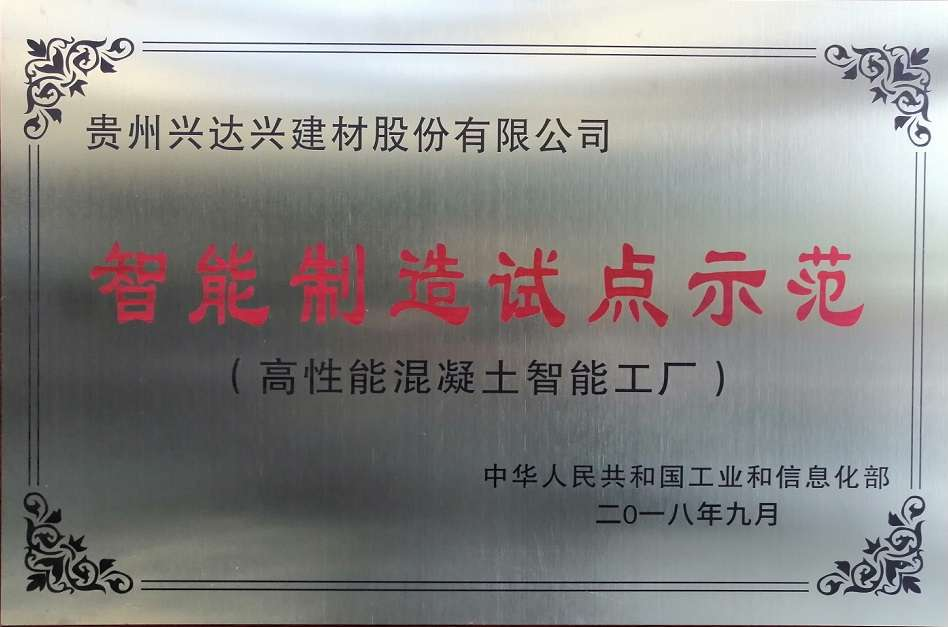 贵州兴达兴建材股份有限公司
智能制造试点示范
（高性能混凝土智能工厂）
中华人民共和国工业和信息化部
二0一八年九月